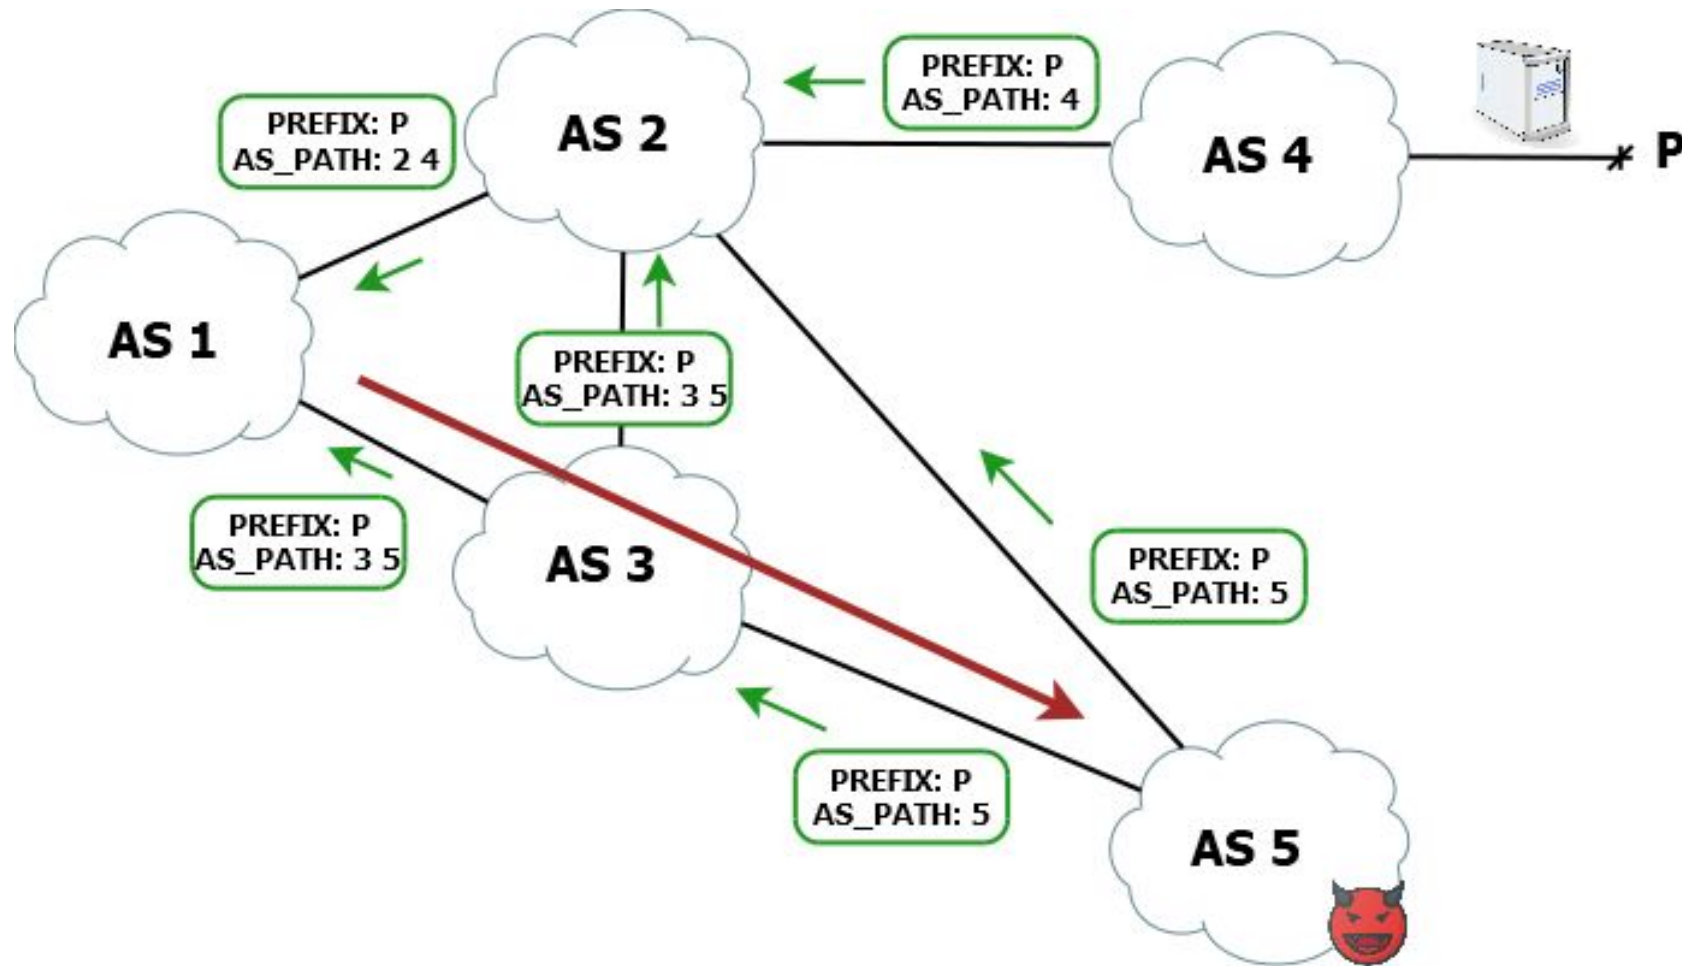 PREFIX: P
AS_PATH: 4
AS 2
AS 4
P
PREFIX: P
AS_PATH: 2 4
AS 1
PREFIX: P
AS_PATH: 3 5
PREFIX: P
AS_PATH: 3 5
AS 3
PREFIX: P
AS_PATH: 5
PREFIX: P
AS_PATH: 5
AS 5